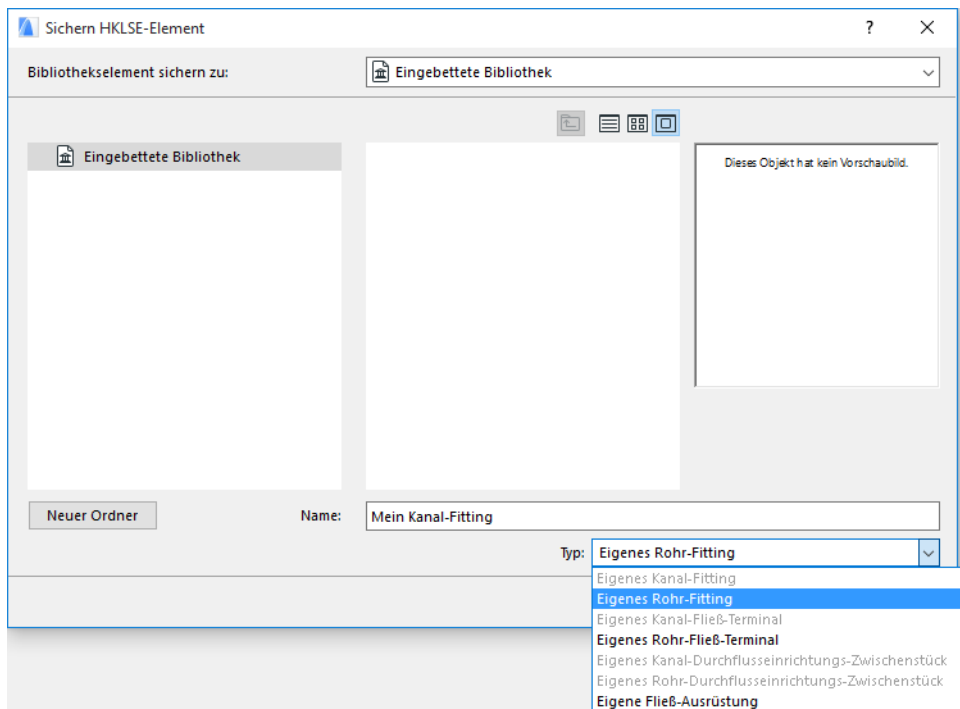 Sichern HKLSE-Element
?
Bibliothekselement sichern zu:
Eingebettete Bibliothek
Eingebettete Bibliothek
Dieses Objekt hat kein Vorschaubild.
Neuer Ordner
Name:
Mein Kanal-Fitting
Typ:
Eigenes Rohr-Fitting
Eigenes Kanal-Fitting
Eigenes Rohr-Fitting
Eigenes Kanal-Fließ-Terminal
Eigenes Rohr-Fließ-Terminal
Eigenes Kanal-Durchflusseinrichtungs-Zwischenstück
Eigenes Rohr-Durchflusseinrichtungs-Zwischenstück
Eigene Fließ-Ausrüstung